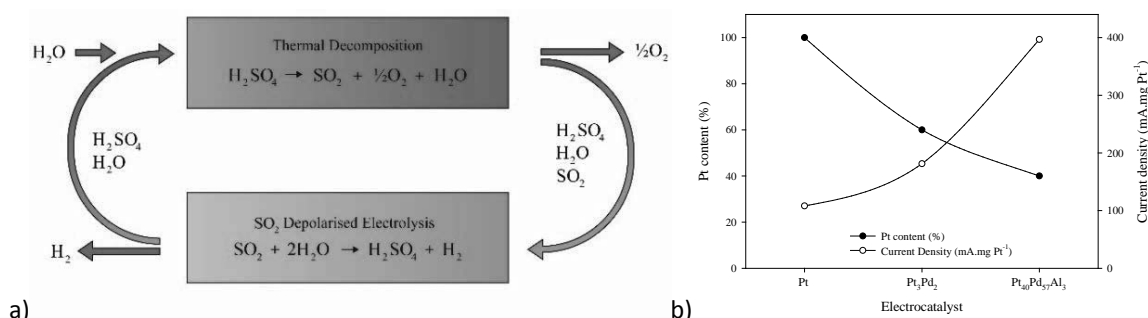 H₂O
Thermal Decomposition
H₂SO₄ → SO₂ + ½O₂ + H₂O
½O₂
H₂SO₄
H₂O
H₂SO₄
H₂O
SO₂
SO₂ Depolarised Electrolysis
SO₂ + 2H₂O → H₂SO₄ + H₂
H₂
a)
Pt content (%)
100
80
60
40
20
0
Pt content (%)
Current Density (mA.mg Pt⁻¹)
400
300
200
100
0
Current density (mA.mg Pt⁻¹)
Pt
Pt₃Pd₂
Pt₄₀Pd₅₇Al₃
Electrocatalyst
b)